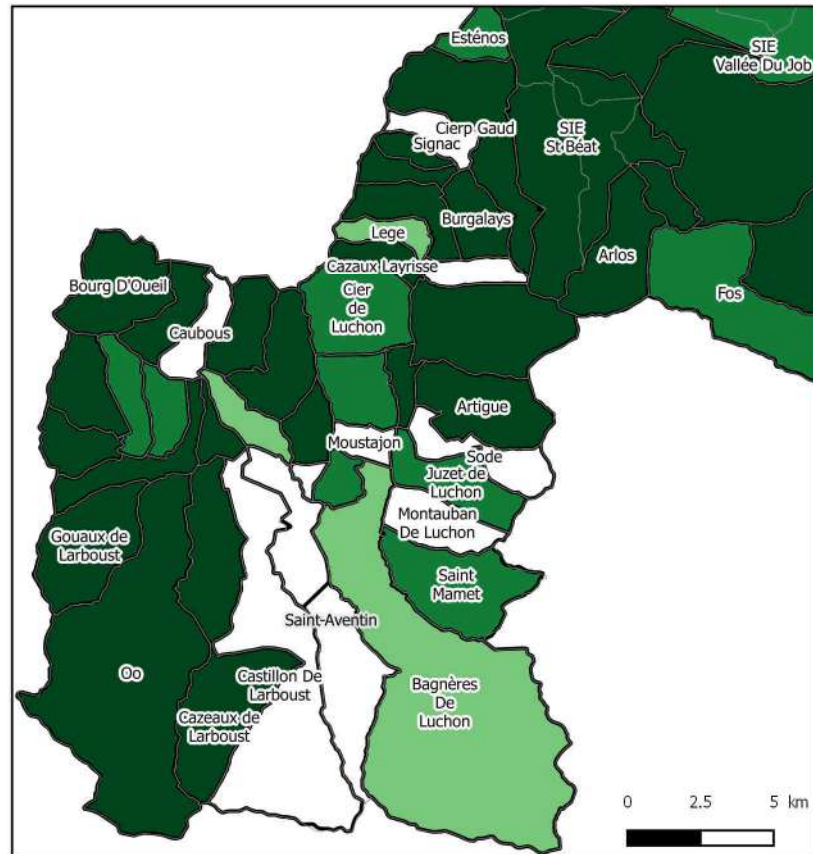 Esténos
SIE
Vallée Du Job
Cierp Gaud
Signac
SIE
St Béat
Burgalays
Lege
Arlos
Cazaux Layrisse
Bourg D'Oueil
Cier
de
Luchon
Fos
Caubous
Artigue
Moustajon
Sode
Juzet de
Luchon
Montauban
De Luchon
Gouaux de
Larboust
Saint
Mamet
Saint-Aventin
Oo
Castillon De
Larboust
Cazeaux de
Larboust
Bagnères
De
Luchon
0 2.5 5 km